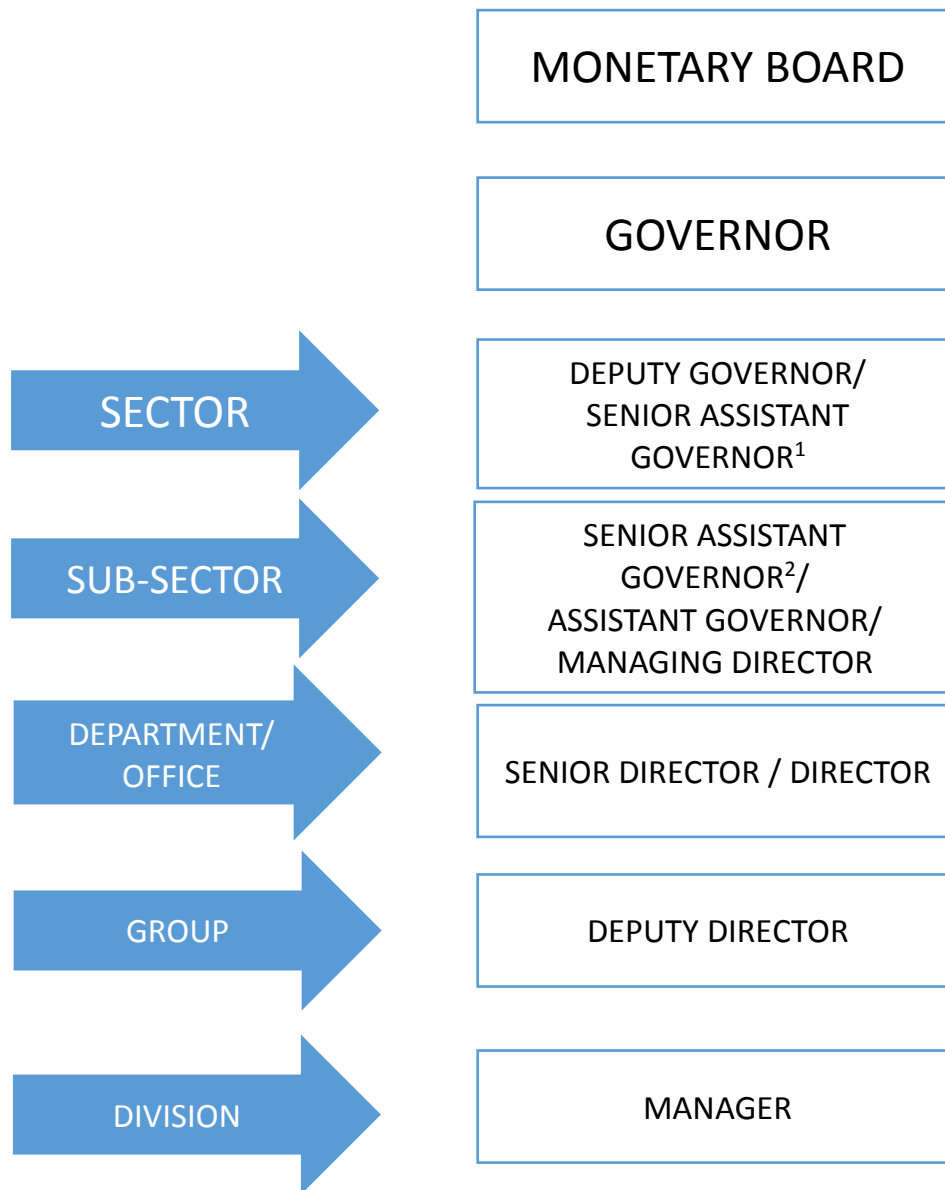 MONETARY BOARD
GOVERNOR
SECTOR
DEPUTY GOVERNOR/
SENIOR ASSISTANT
GOVERNOR¹
SUB-SECTOR
SENIOR ASSISTANT
GOVERNOR²/
ASSISTANT GOVERNOR/
MANAGING DIRECTOR
DEPARTMENT/
OFFICE
SENIOR DIRECTOR / DIRECTOR
GROUP
DEPUTY DIRECTOR
DIVISION
MANAGER